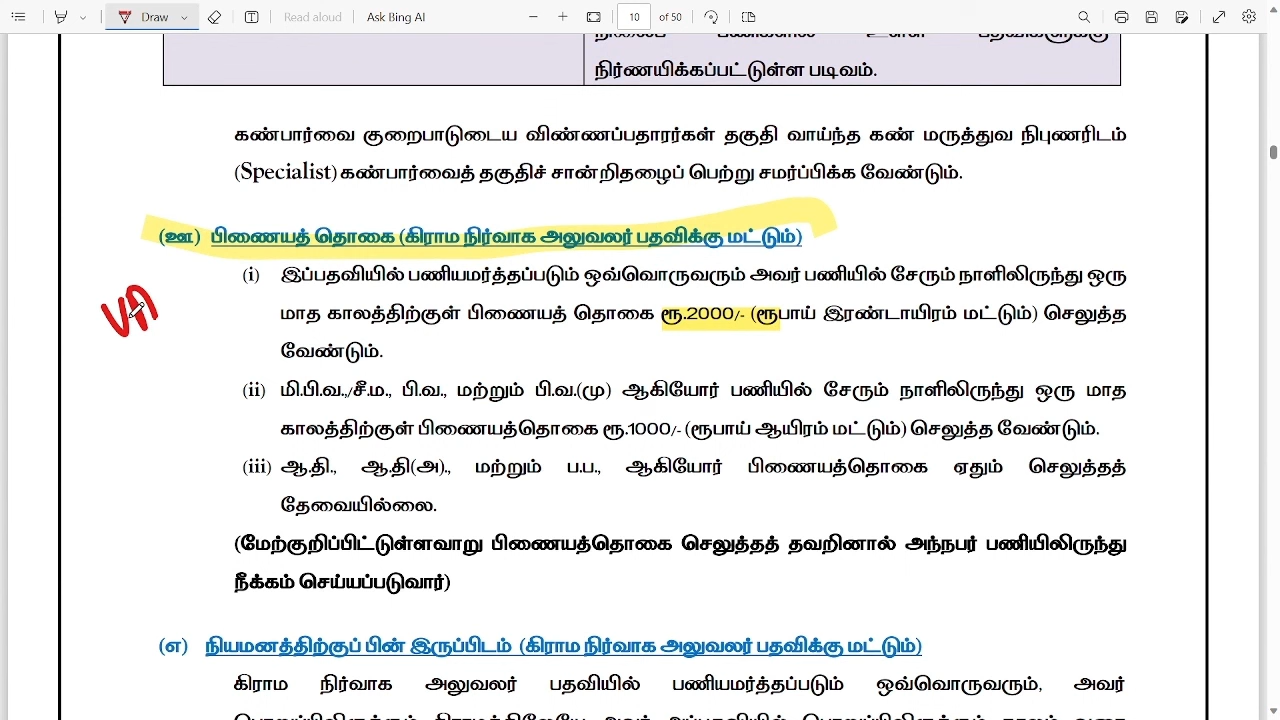 Draw
Read aloud
Ask Bing AI
10 of 50
நிர்ணயிக்கப்பட்டுள்ள படிவம்.
கண்பார்வை குறைபாடுடைய விண்ணப்பதாரர்கள் தகுதி வாய்ந்த கண் மருத்துவ நிபுணரிடம்
(Specialist) கண்பார்வைத் தகுதிச் சான்றிதழைப் பெற்று சமர்ப்பிக்க வேண்டும்.
(ஊ) பிணையத் தொகை (கிராம நிர்வாக அலுவலர் பதவிக்கு மட்டும்)
(i) இப்பதவியில் பணியமர்த்தப்படும் ஒவ்வொருவரும் அவர் பணியில் சேரும் நாளிலிருந்து ஒரு
மாத காலத்திற்குள் பிணையத் தொகை ரூ.2000/- (ரூபாய் இரண்டாயிரம் மட்டும்) செலுத்த
வேண்டும்.
VA
(ii) மி.பி.வ.,/சீ.ம., பி.வ., மற்றும் பி.வ.(மு) ஆகியோர் பணியில் சேரும் நாளிலிருந்து ஒரு மாத
காலத்திற்குள் பிணையத்தொகை ரூ.1000/- (ரூபாய் ஆயிரம் மட்டும்) செலுத்த வேண்டும்.
(iii) ஆ.தி., ஆ.தி(அ)., மற்றும் ப.ப., ஆகியோர் பிணையத்தொகை ஏதும் செலுத்தத்
தேவையில்லை.
(மேற்குறிப்பிட்டுள்ளவாறு பிணையத்தொகை செலுத்தத் தவறினால் அந்நபர் பணியிலிருந்து
நீக்கம் செய்யப்படுவார்)
(எ) நியமனத்திற்குப் பின் இருப்பிடம் (கிராம நிர்வாக அலுவலர் பதவிக்கு மட்டும்)
கிராம நிர்வாக அலுவலர் பதவியில் பணியமர்த்தப்படும் ஒவ்வொருவரும், அவர்